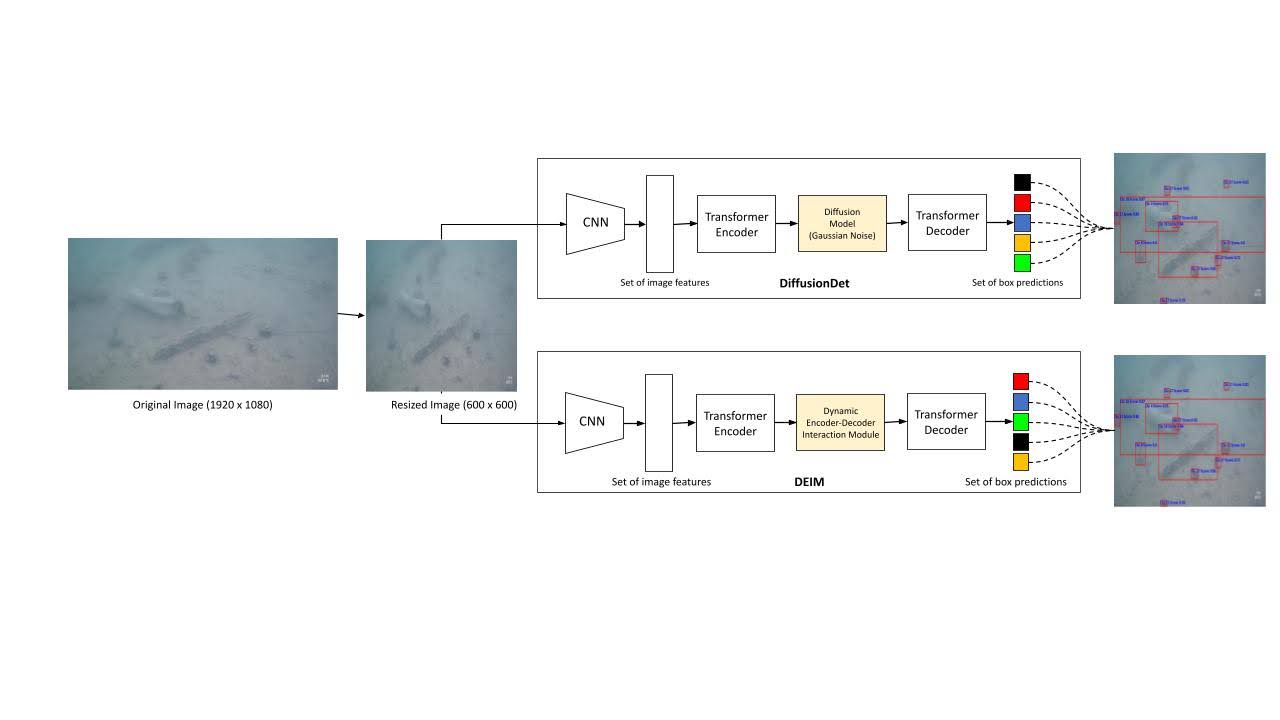 CNN
Transformer
Encoder
Diffusion
Model
(Gaussian Noise)
Transformer
Decoder
Set of image features
DiffusionDet
Set of box predictions
Original Image (1920 x 1080)
Resized Image (600 x 600)
CNN
Transformer
Encoder
Dynamic
Encoder-Decoder
Interaction Module
Transformer
Decoder
Set of image features
DEIM
Set of box predictions